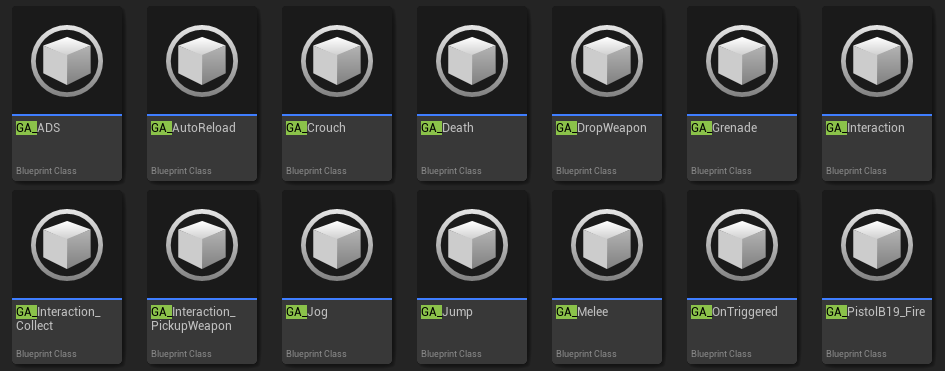 GA_ADS
GA_AutoReload
GA_Crouch
GA_Death
GA_DropWeapon
GA_Grenade
GA_Interaction
Blueprint Class
Blueprint Class
Blueprint Class
Blueprint Class
Blueprint Class
Blueprint Class
Blueprint Class
GA_Interaction_
Collect
GA_Interaction_
PickupWeapon
GA_Jog
GA_Jump
GA_Melee
GA_OnTriggered
GA_PistolB19_Fire
Blueprint Class
Blueprint Class
Blueprint Class
Blueprint Class
Blueprint Class
Blueprint Class
Blueprint Class